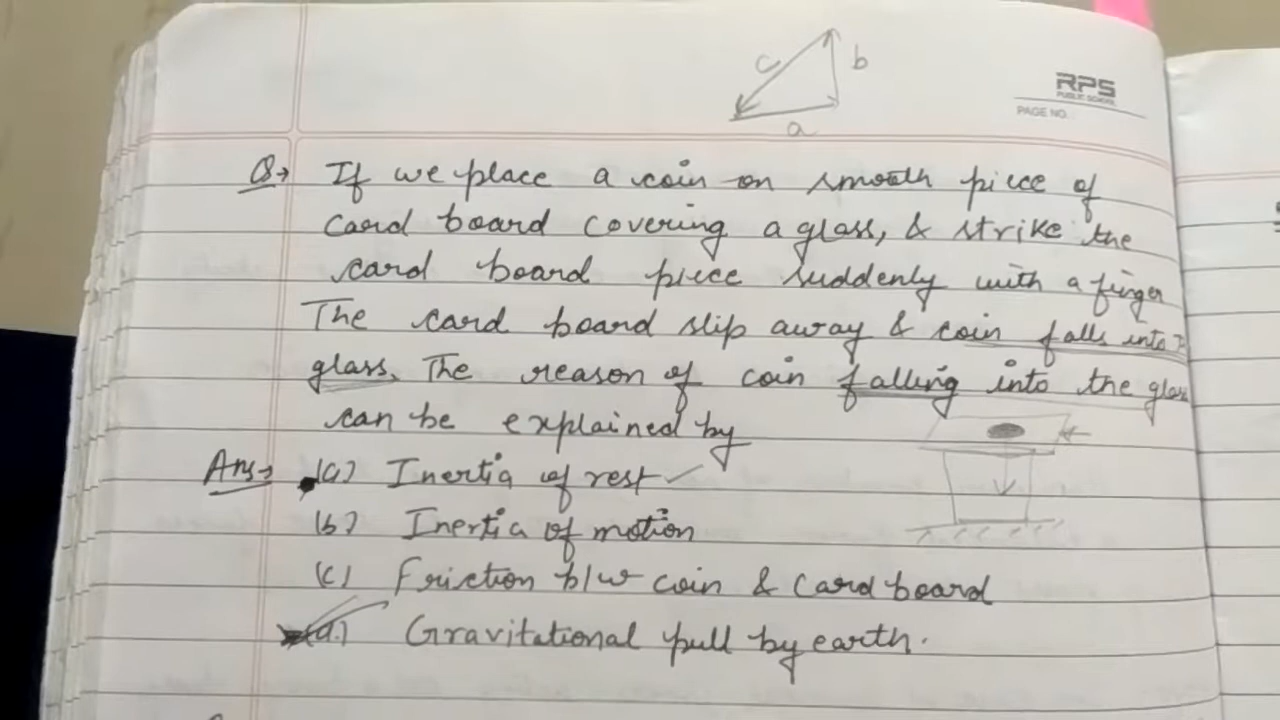 c
b
a
RPS
PUBLIC SCHOOL
PAGE NO.
Q→ If we place a coin on smooth piece of
card board covering a glass, & strike the
card board piece suddenly with a finger
The card board slip away & coin falls into
glass. The reason of coin falling into the glass
can be explained by
Ans→ (a) Inertia of rest ✓
(b) Inertia of motion
(c) Friction b/w coin & card board
(d) Gravitational pull by earth.